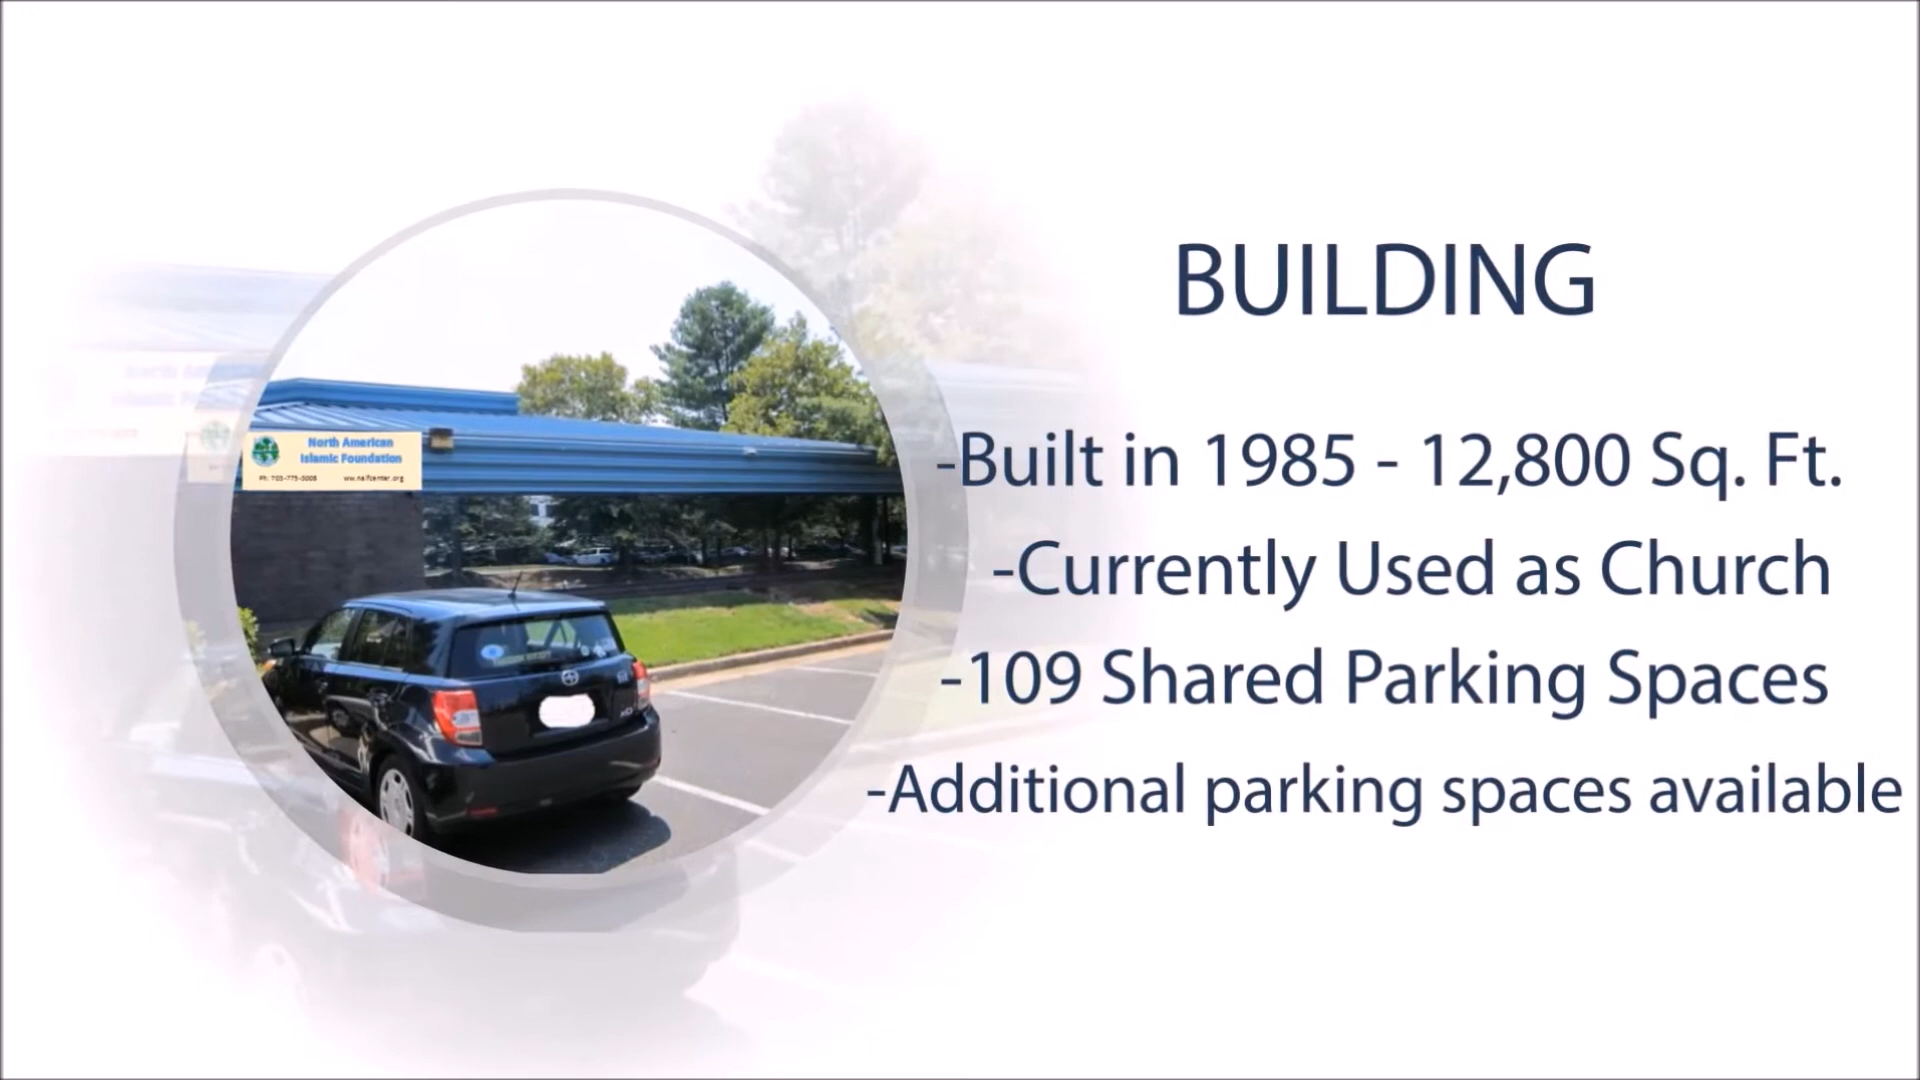 BUILDING
-Built in 1985 - 12,800 Sq. Ft.
-Currently Used as Church
-109 Shared Parking Spaces
-Additional parking spaces available
North American
Islamic Foundation